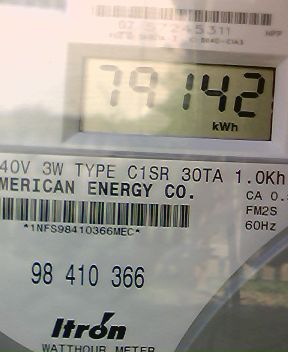 79142
kWh
40V 3W TYPE C1SR 30TA 1.0Kh
MERICAN ENERGY CO.
CA 0.
FM2S
60Hz
*1NFS98410366MEC*
98 410 366
Itrón
WATTHOUR METER